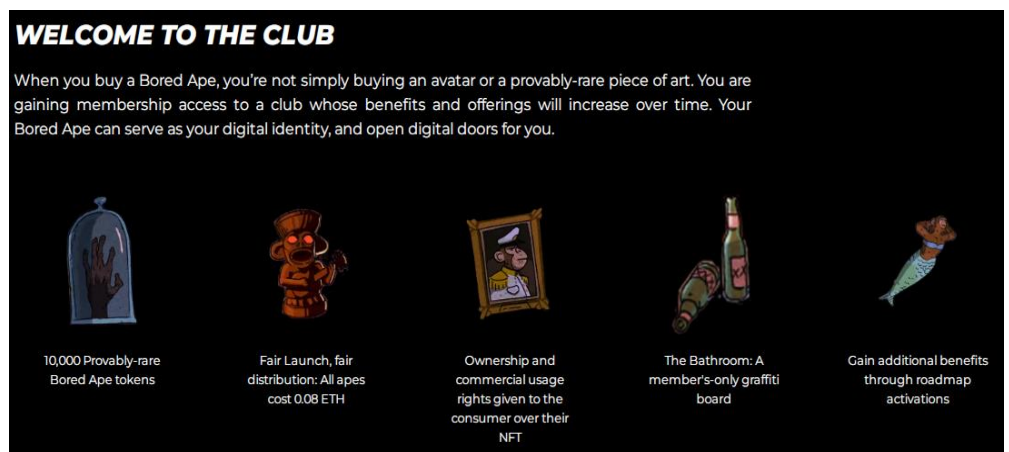 WELCOME TO THE CLUB
When you buy a Bored Ape, you're not simply buying an avatar or a provably-rare piece of art. You are
gaining membership access to a club whose benefits and offerings will increase over time. Your
Bored Ape can serve as your digital identity, and open digital doors for you.
10,000 Provably-rare
Bored Ape tokens
Fair Launch, fair
distribution: All apes
cost 0.08 ETH
Ownership and
commercial usage
rights given to the
consumer over their
NFT
The Bathroom: A
member's-only graffiti
board
Gain additional benefits
through roadmap
activations